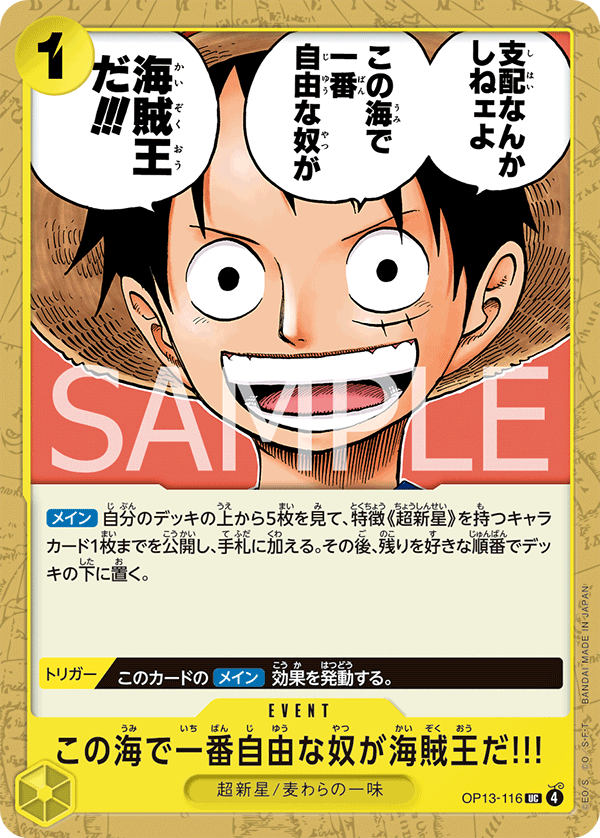 1
支配なんか
しねェよ
この海で
一番
自由な奴が
海賊王
だ!!!
SAMPLE
メイン 自分のデッキの上から5枚を見て、特徴《超新星》を持つキャラ
カード1枚までを公開し、手札に加える。その後、残りを好きな順番でデッ
キの下に置く。
トリガー このカードの メイン 効果を発動する。
EVENT
この海で一番自由な奴が海賊王だ!!!
超新星/麦わらの一味
OP13-116 UC 4
©E.O.,S. ©O. S-F-T BANDAI MADE IN JAPAN